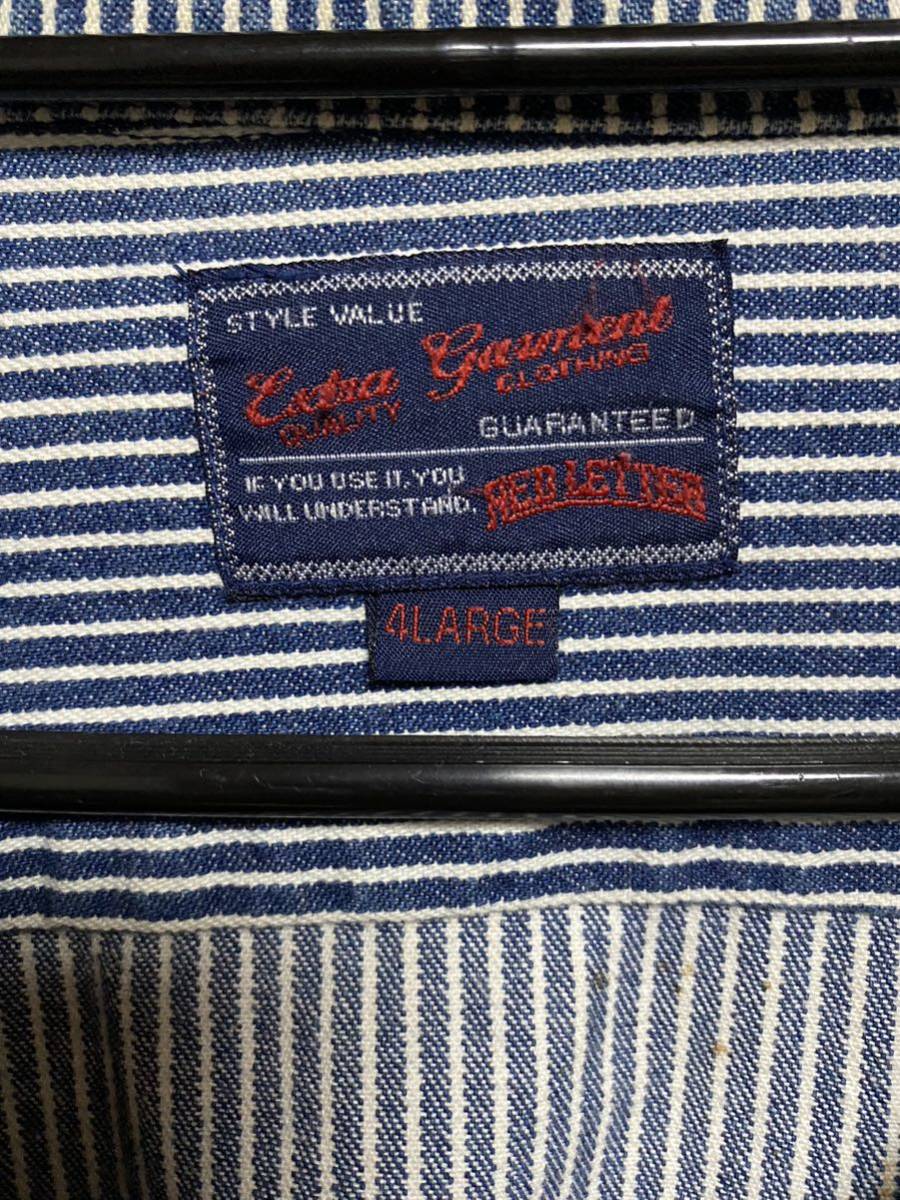 STYLE VALUE
Extra Garment
QUALITY CLOTHING
GUARANTEED
IF YOU USE IT, YOU
WILL UNDERSTAND.
RED LETTER
4LARGE